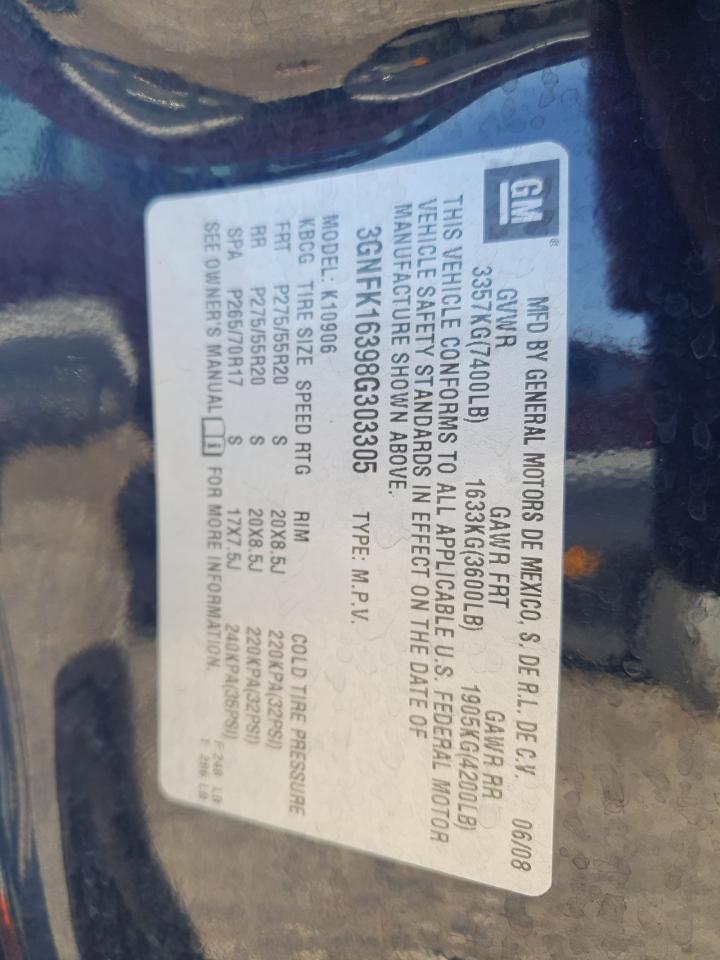 GM®
MFD BY GENERAL MOTORS DE MEXICO, S. DE R.L. DE C.V. 06/08
GVWR GAWR FRT GAWR RR
3357KG(7400LB) 1633KG(3600LB) 1905KG(4200LB)
THIS VEHICLE CONFORMS TO ALL APPLICABLE U.S. FEDERAL MOTOR
VEHICLE SAFETY STANDARDS IN EFFECT ON THE DATE OF
MANUFACTURE SHOWN ABOVE.
3GNFK16398G303305 TYPE: M.P.V.
MODEL: K10906
KBCG TIRE SIZE SPEED RTG RIM COLD TIRE PRESSURE
FRT P275/55R20 S 20X8.5J 220KPA(32PSI)
RR P275/55R20 S 20X8.5J 220KPA(32PSI)
SPA P265/70R17 S 17X7.5J 240KPA(35PSI)
SEE OWNER'S MANUAL i FOR MORE INFORMATION.
F: 248 LB
T: 286 LB